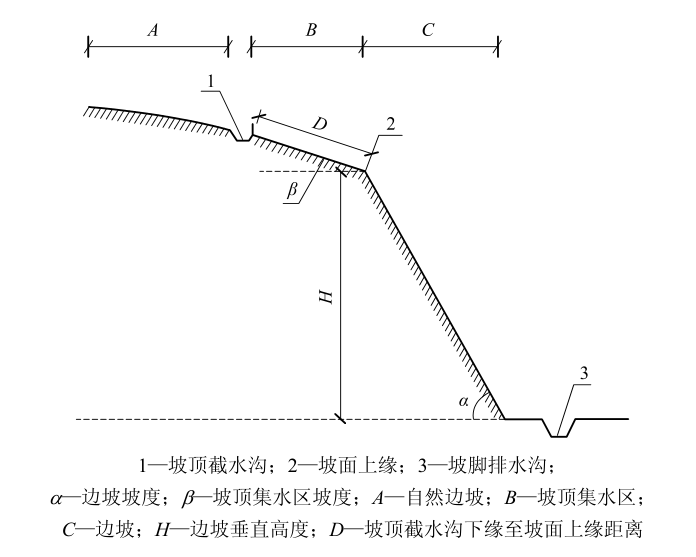 A B C
1
D
2
β
H
α
3
1—坡顶截水沟；2—坡面上缘；3—坡脚排水沟；
α—边坡坡度；β—坡顶集水区坡度；A—自然边坡；B—坡顶集水区；
C—边坡；H—边坡垂直高度；D—坡顶截水沟下缘至坡面上缘距离